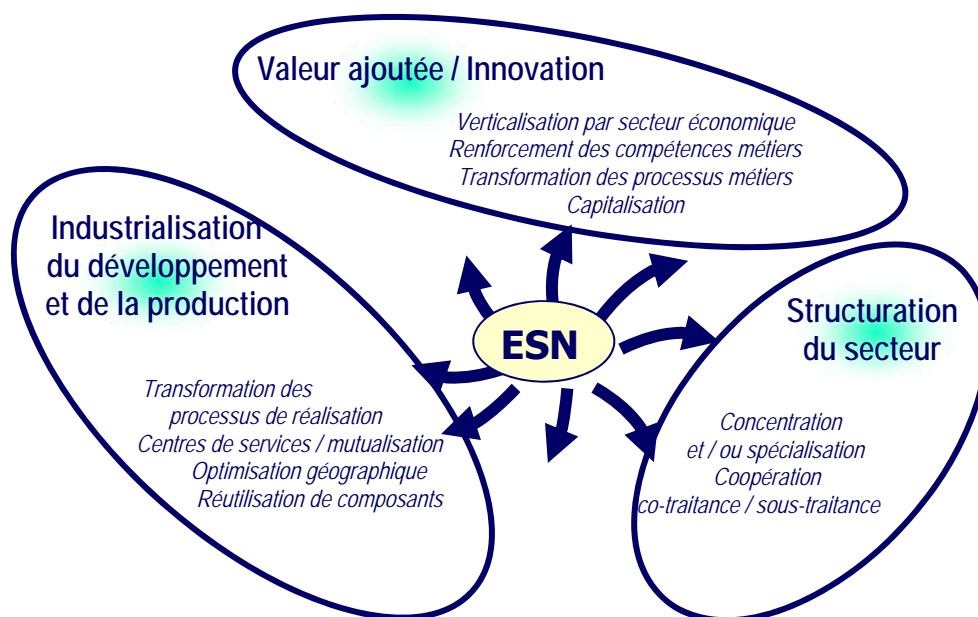 Valeur ajoutée / Innovation
Verticalisation par secteur économique
Renforcement des compétences métiers
Transformation des processus métiers
Capitalisation
Industrialisation
du développement
et de la production
Transformation des
processus de réalisation
Centres de services / mutualisation
Optimisation géographique
Réutilisation de composants
ESN
Structuration
du secteur
Concentration
et / ou spécialisation
Coopération
co-traitance / sous-traitance